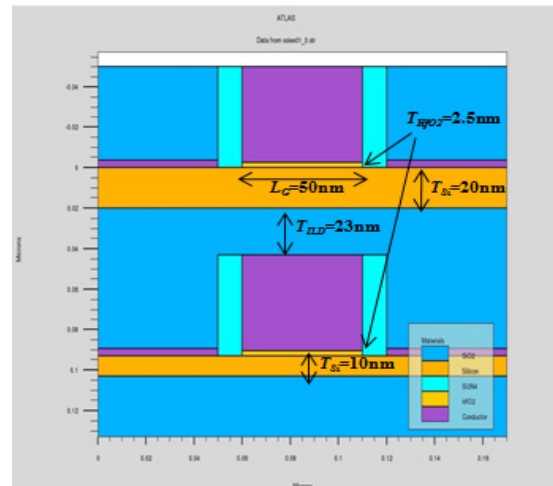 ATLAS
Data from soiex01_0.str
-0.04
-0.02
0
0.02
0.04
0.06
0.08
0.1
0.12
Microns
T_HfO2=2.5nm
L_G=50nm
T_Si=20nm
T_ILD=23nm
T_Si=10nm
Materials
SiO2
Silicon
Si3N4
HfO2
Conductor
0
0.02
0.04
0.06
0.08
0.1
0.12
0.14
0.16